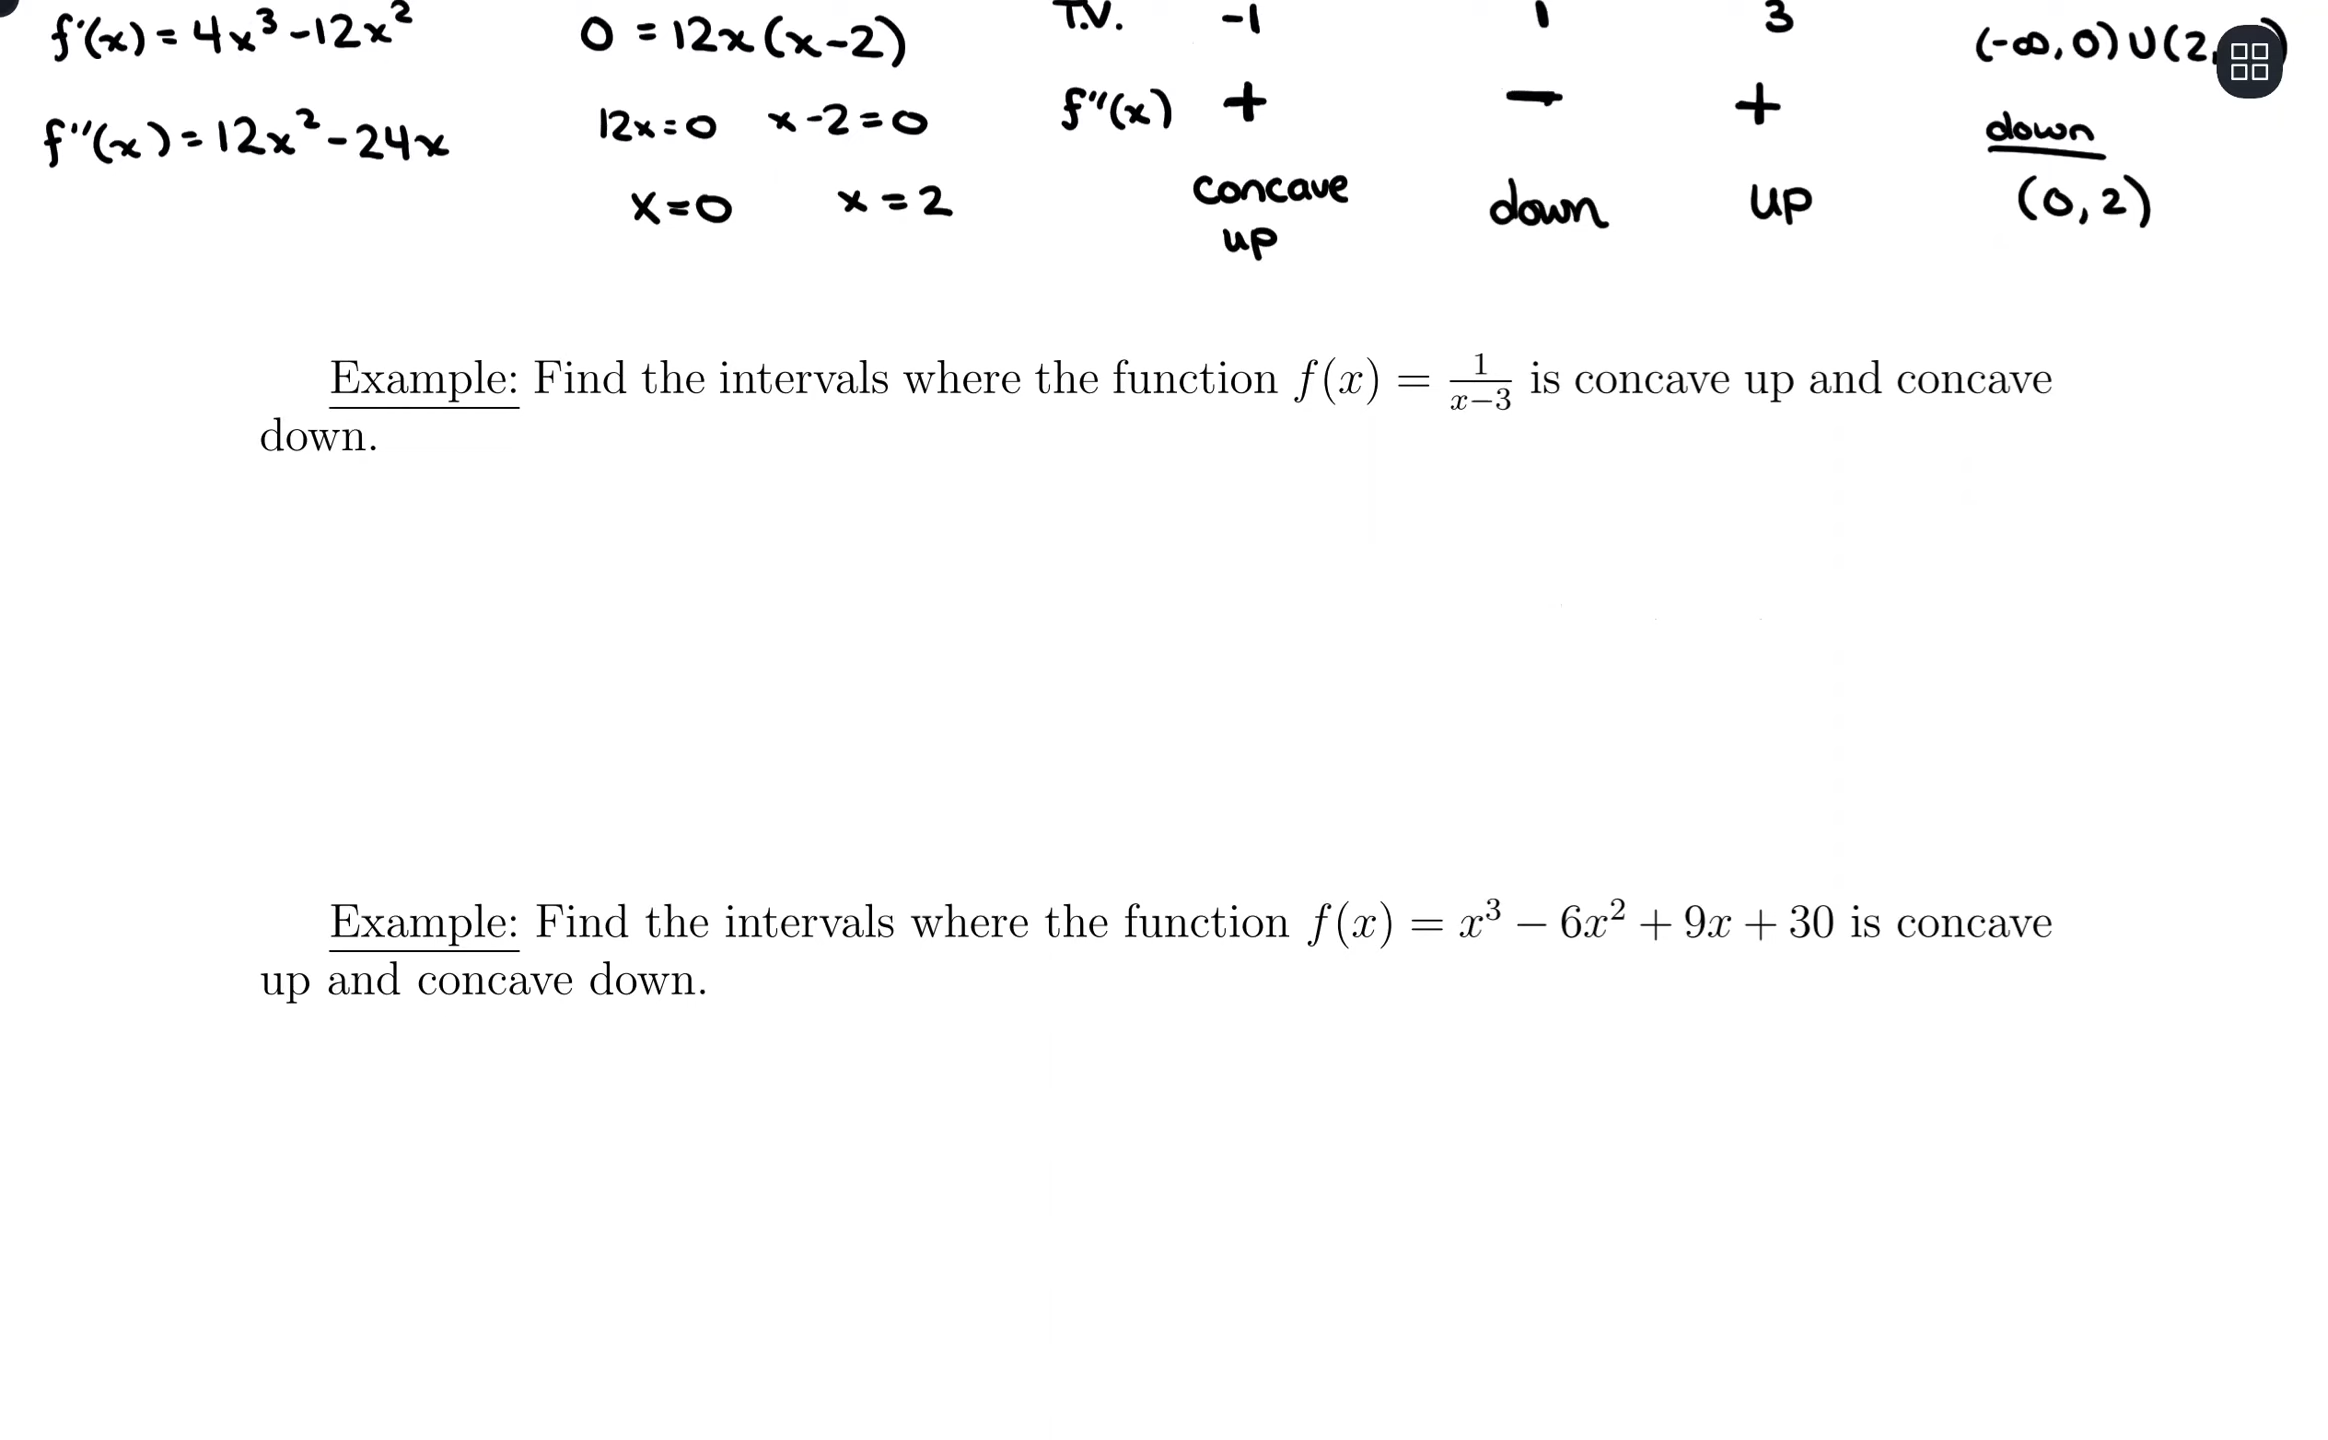 f'(x) = 4x³ - 12x²
f''(x) = 12x² - 24x
0 = 12x(x-2)
12x=0 x-2=0
x=0 x=2
T.V. -1 1 3
f''(x) + - +
concave up down up
(-∞,0)∪(2,
down
(0,2)
Example: Find the intervals where the function f(x) = 1/(x-3) is concave up and concave
down.
Example: Find the intervals where the function f(x) = x³ − 6x² + 9x + 30 is concave
up and concave down.